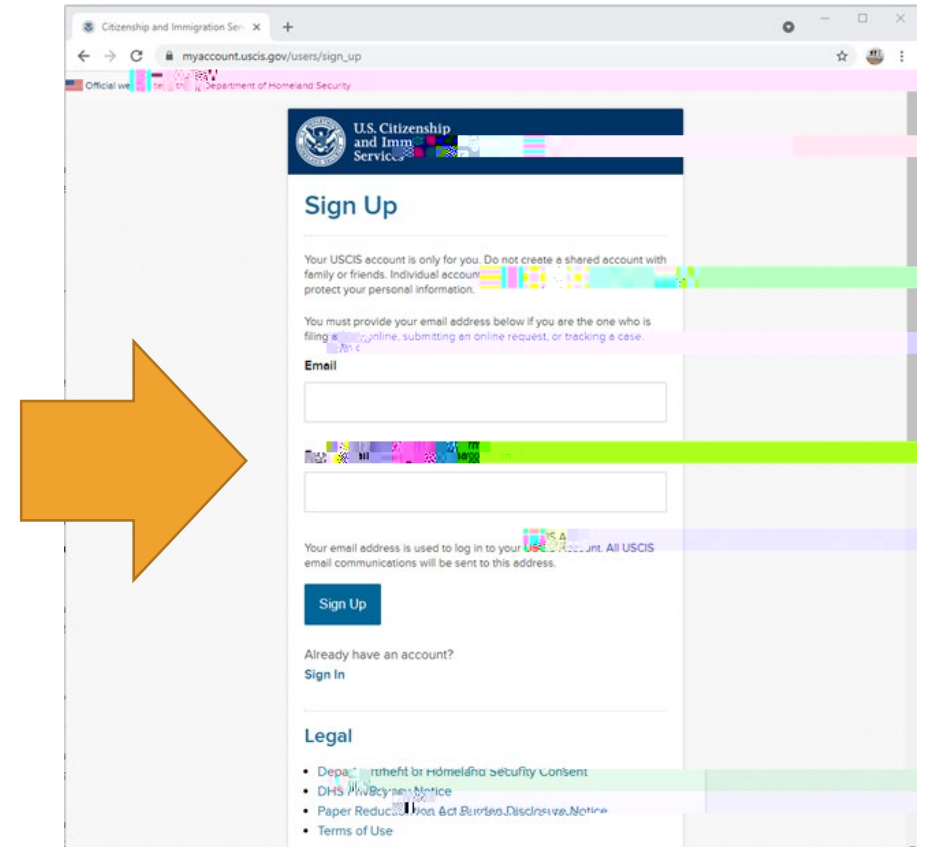 Citizenship and Immigration Ser
myaccount.uscis.gov/users/sign_up
Official Department of Homeland Security
U.S. Citizenship
and
Services
Sign Up
Your USCIS account is only for you. Do not create a shared account with
family or friends. Individual
protect your personal information.
You must provide your email address below if you are the one who is
filing online, submitting an online request, or tracking a case.
Email
Your email address is used to log in to your All USCIS
email communications will be sent to this address.
Sign Up
Already have an account?
Sign In
Legal
• of Homeland Security Consent
• DHS Notice
• Paper Act Burden Disclosure Notice
• Terms of Use